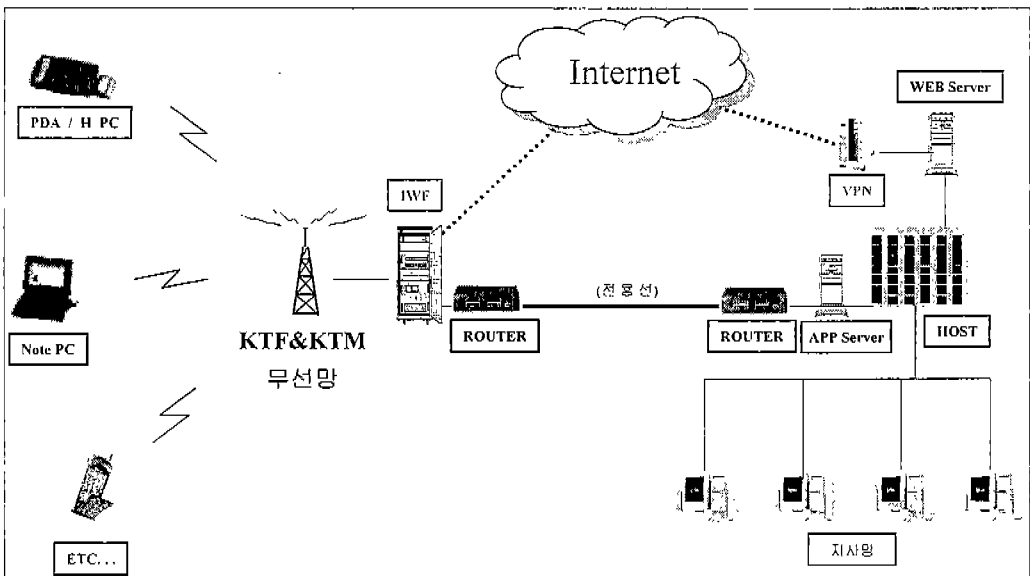 Internet
WEB Server
PDA / H PC
VPN
IWF
(전용선)
ROUTER
ROUTER
APP Server
HOST
Note PC
KTF&KTM
무선망
ETC...
지사망